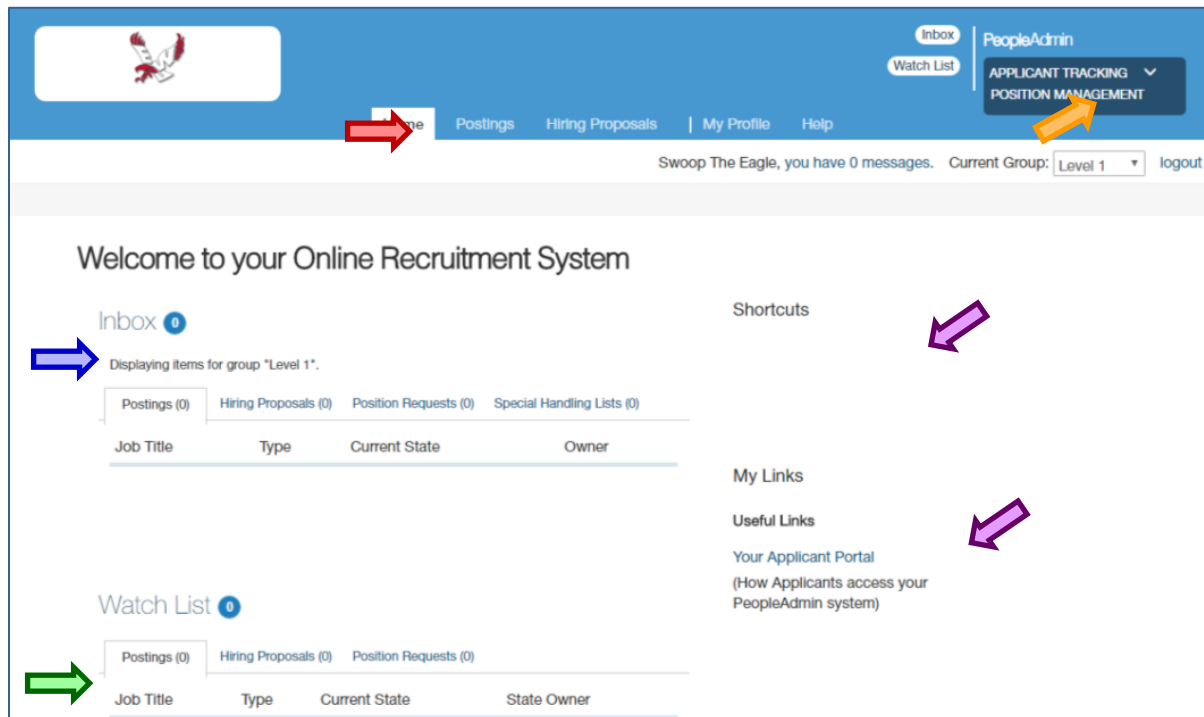 Inbox
PeopleAdmin
Watch List
APPLICANT TRACKING
POSITION MANAGEMENT
Postings Hiring Proposals | My Profile Help
Swoop The Eagle, you have 0 messages. Current Group: Level 1 logout
Welcome to your Online Recruitment System
Inbox 0
Displaying items for group "Level 1".
Postings (0) Hiring Proposals (0) Position Requests (0) Special Handling Lists (0)
Job Title Type Current State Owner
Watch List 0
Postings (0) Hiring Proposals (0) Position Requests (0)
Job Title Type Current State State Owner
Shortcuts
My Links
Useful Links
Your Applicant Portal
(How Applicants access your
PeopleAdmin system)